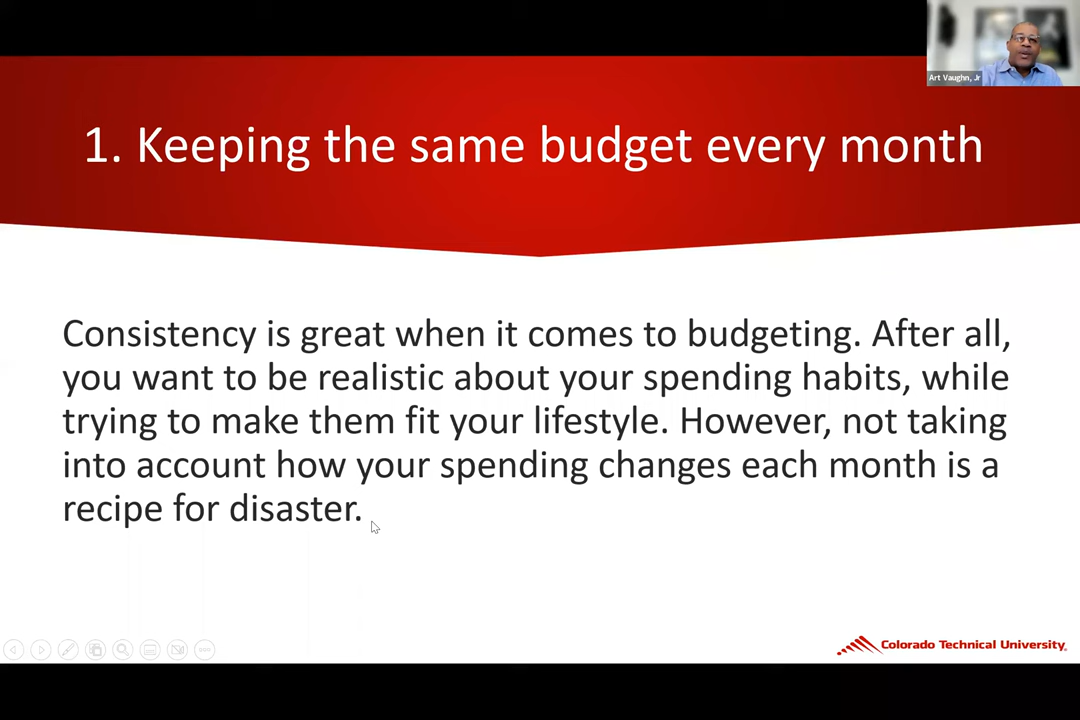 Art Vaughn, Jr
1. Keeping the same budget every month
Consistency is great when it comes to budgeting. After all,
you want to be realistic about your spending habits, while
trying to make them fit your lifestyle. However, not taking
into account how your spending changes each month is a
recipe for disaster.
Colorado Technical University